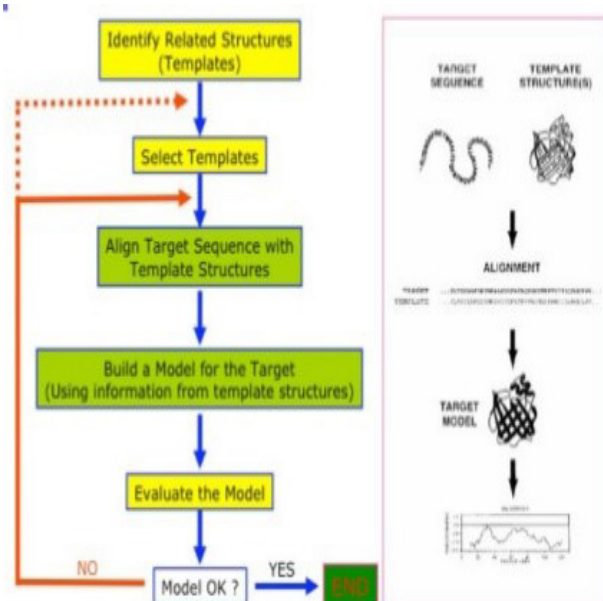 Identify Related Structures
(Templates)
Select Templates
Align Target Sequence with
Template Structures
Build a Model for the Target
(Using information from template structures)
Evaluate the Model
NO
Model OK ?
YES
END
TARGET
SEQUENCE
TEMPLATE
STRUCTURE(S)
ALIGNMENT
TARGET
TEMPLATE
TARGET
MODEL